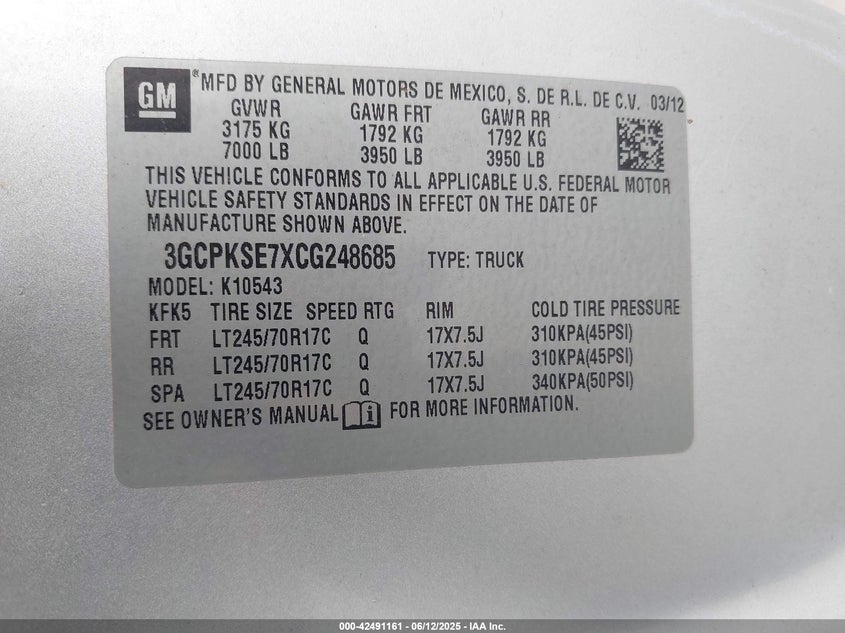 GM
® MFD BY GENERAL MOTORS DE MEXICO, S. DE R.L. DE C.V. 03/12
GVWR GAWR FRT GAWR RR
3175 KG 1792 KG 1792 KG
7000 LB 3950 LB 3950 LB
THIS VEHICLE CONFORMS TO ALL APPLICABLE U.S. FEDERAL MOTOR
VEHICLE SAFETY STANDARDS IN EFFECT ON THE DATE OF
MANUFACTURE SHOWN ABOVE.
3GCPKSE7XCG248685 TYPE: TRUCK
MODEL: K10543
KFK5 TIRE SIZE SPEED RTG RIM COLD TIRE PRESSURE
FRT LT245/70R17C Q 17X7.5J 310KPA(45PSI)
RR LT245/70R17C Q 17X7.5J 310KPA(45PSI)
SPA LT245/70R17C Q 17X7.5J 340KPA(50PSI)
SEE OWNER'S MANUAL i FOR MORE INFORMATION.
000-42491161 - 06/12/2025 - IAA Inc.